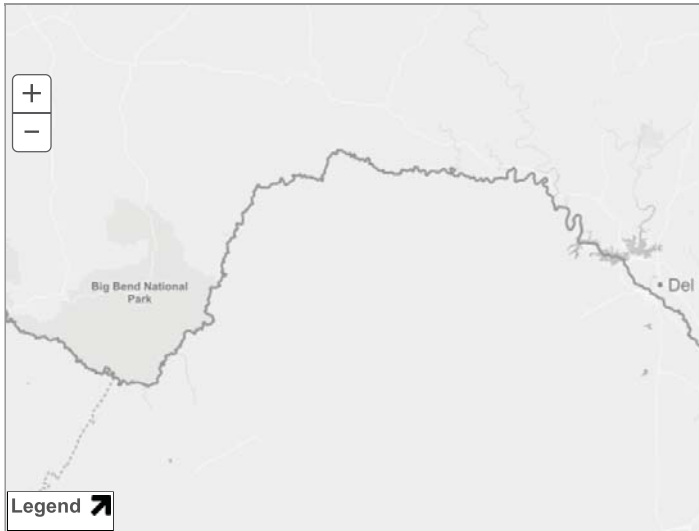 +
−
Big Bend National
Park
Del
Legend